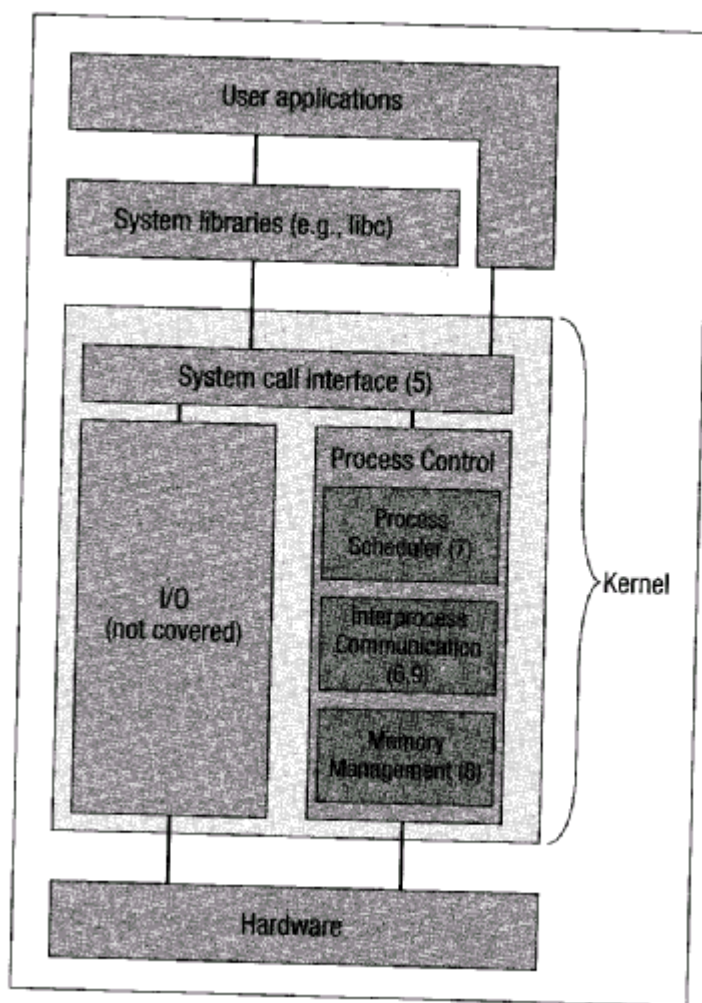 User applications
System libraries (e.g., libc)
System call interface (5)
I/O
(not covered)
Process Control
Process
Scheduler (7)
Interprocess
Communication
(6,9)
Memory
Management (8)
Kernel
Hardware